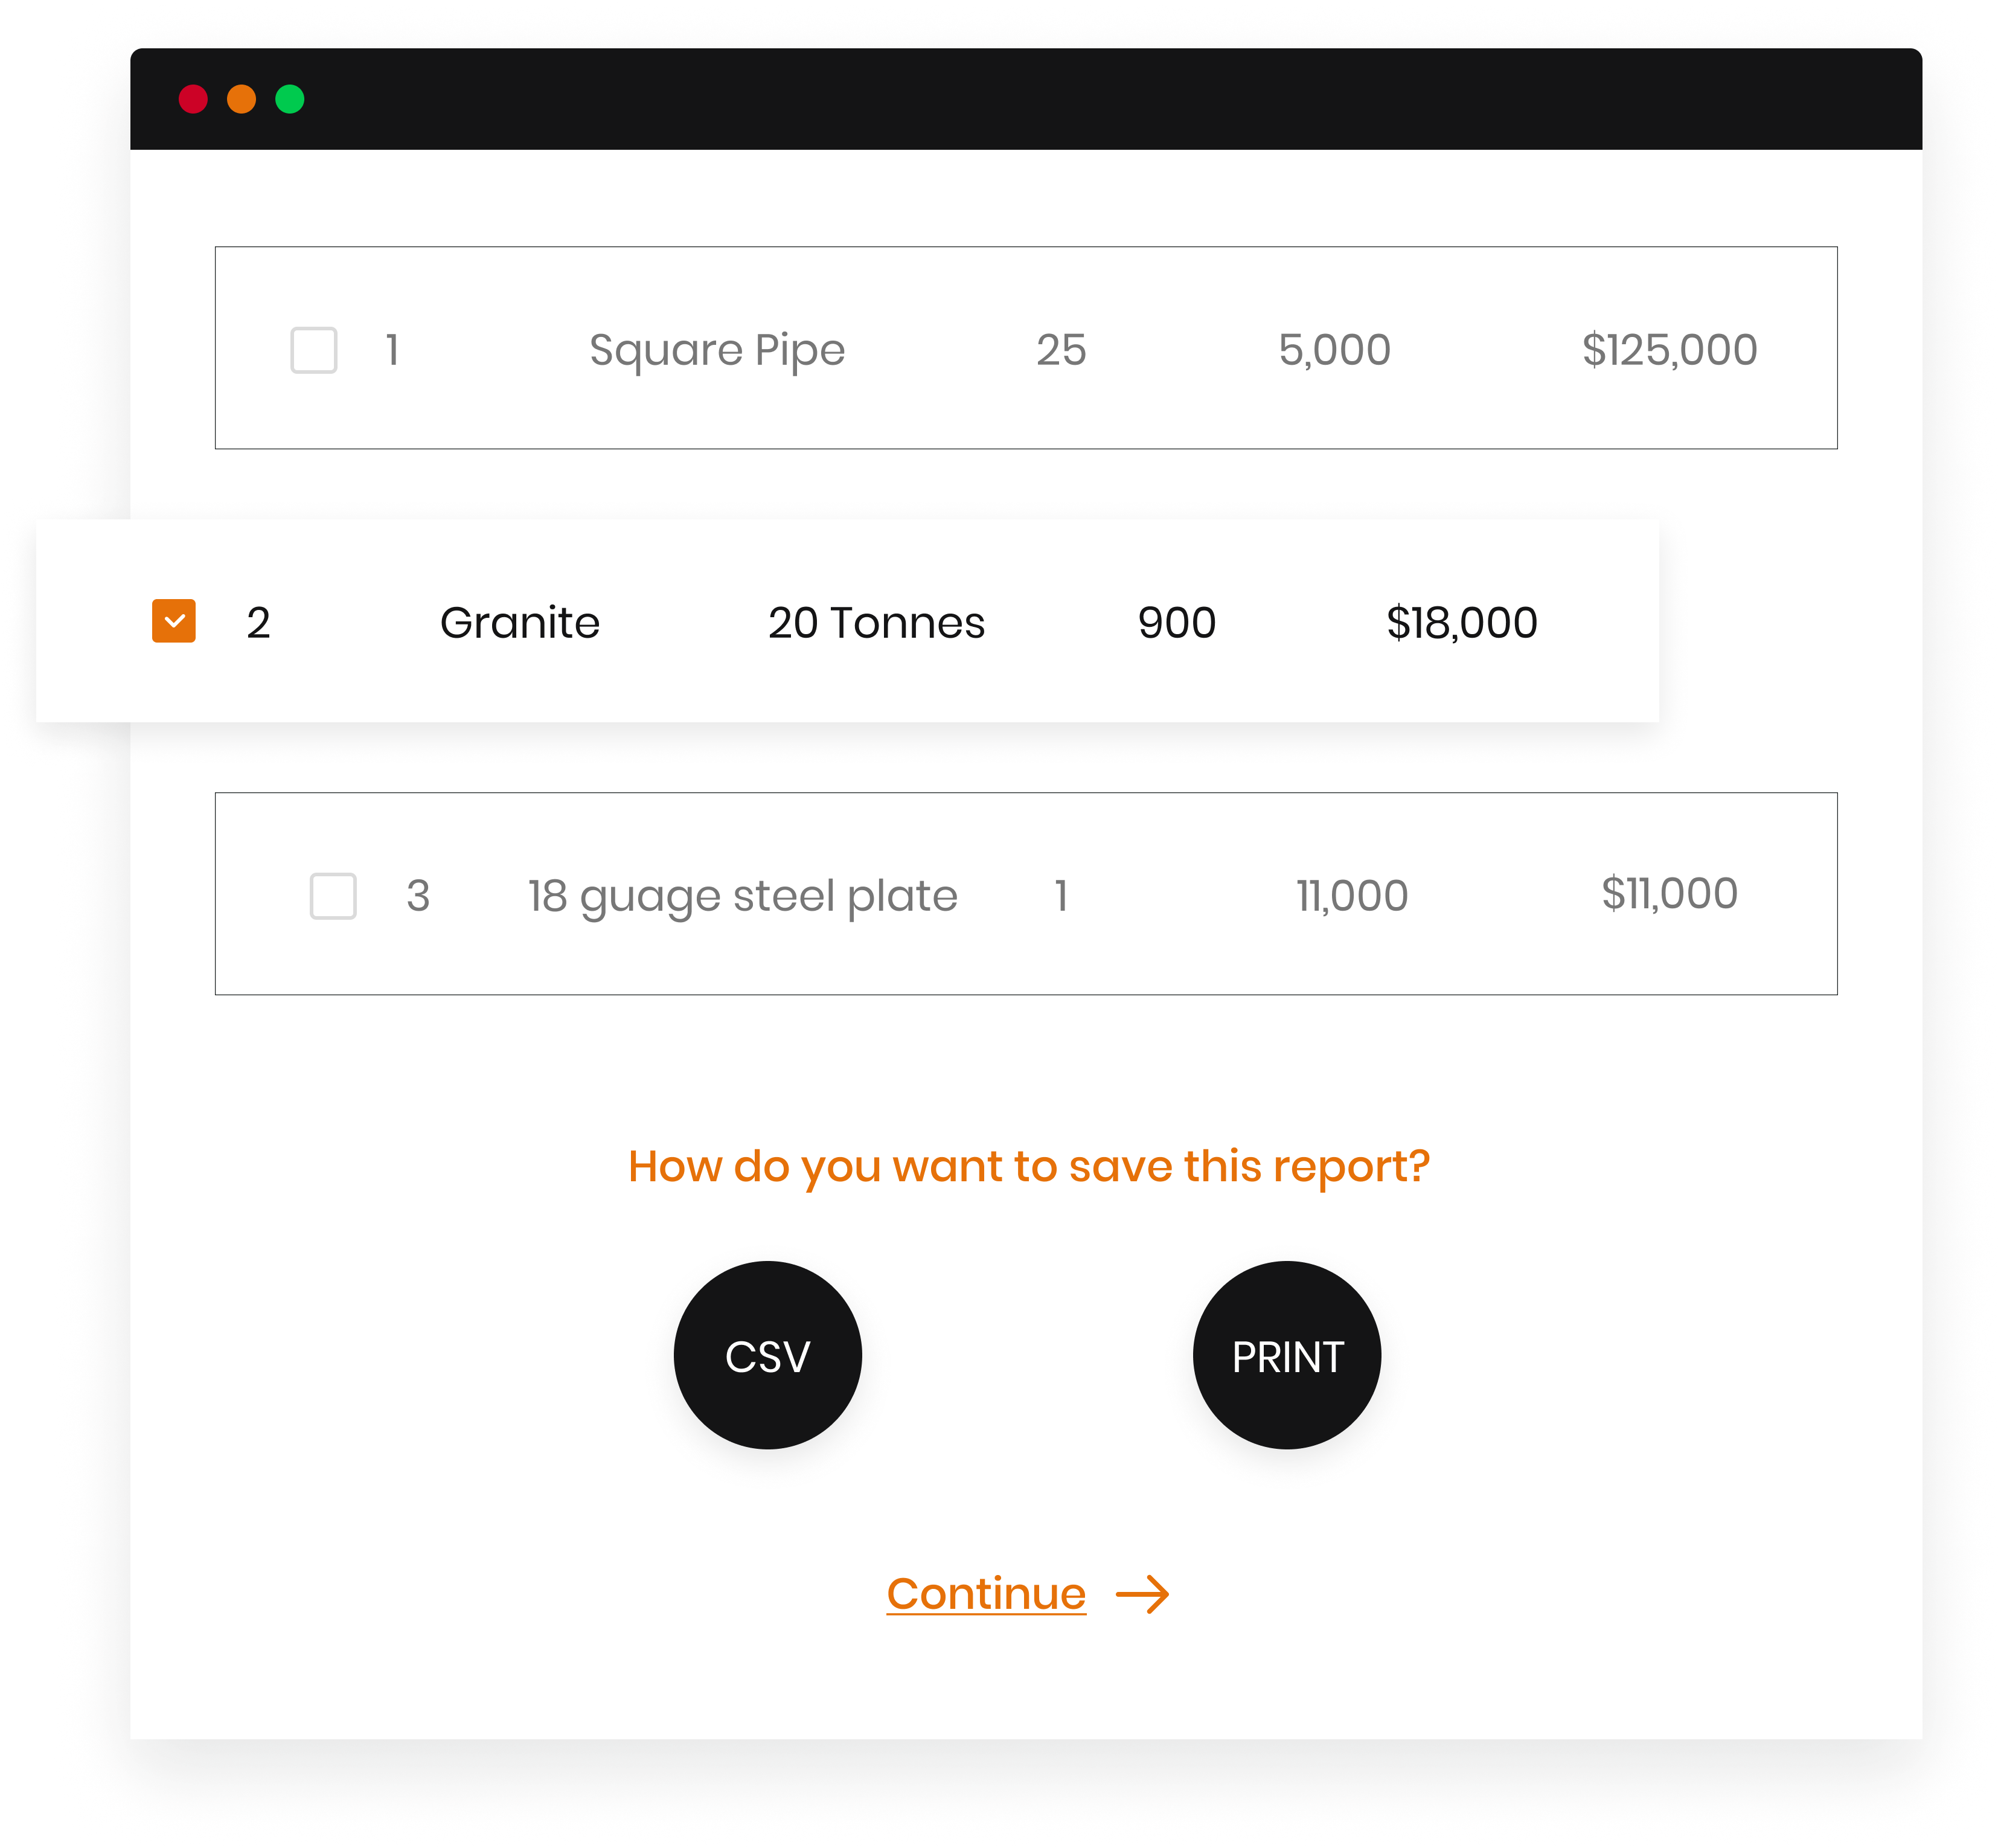 1 Square Pipe 25 5,000 $125,000
2 Granite 20 Tonnes 900 $18,000
3 18 guage steel plate 1 11,000 $11,000
How do you want to save this report?
CSV PRINT
Continue